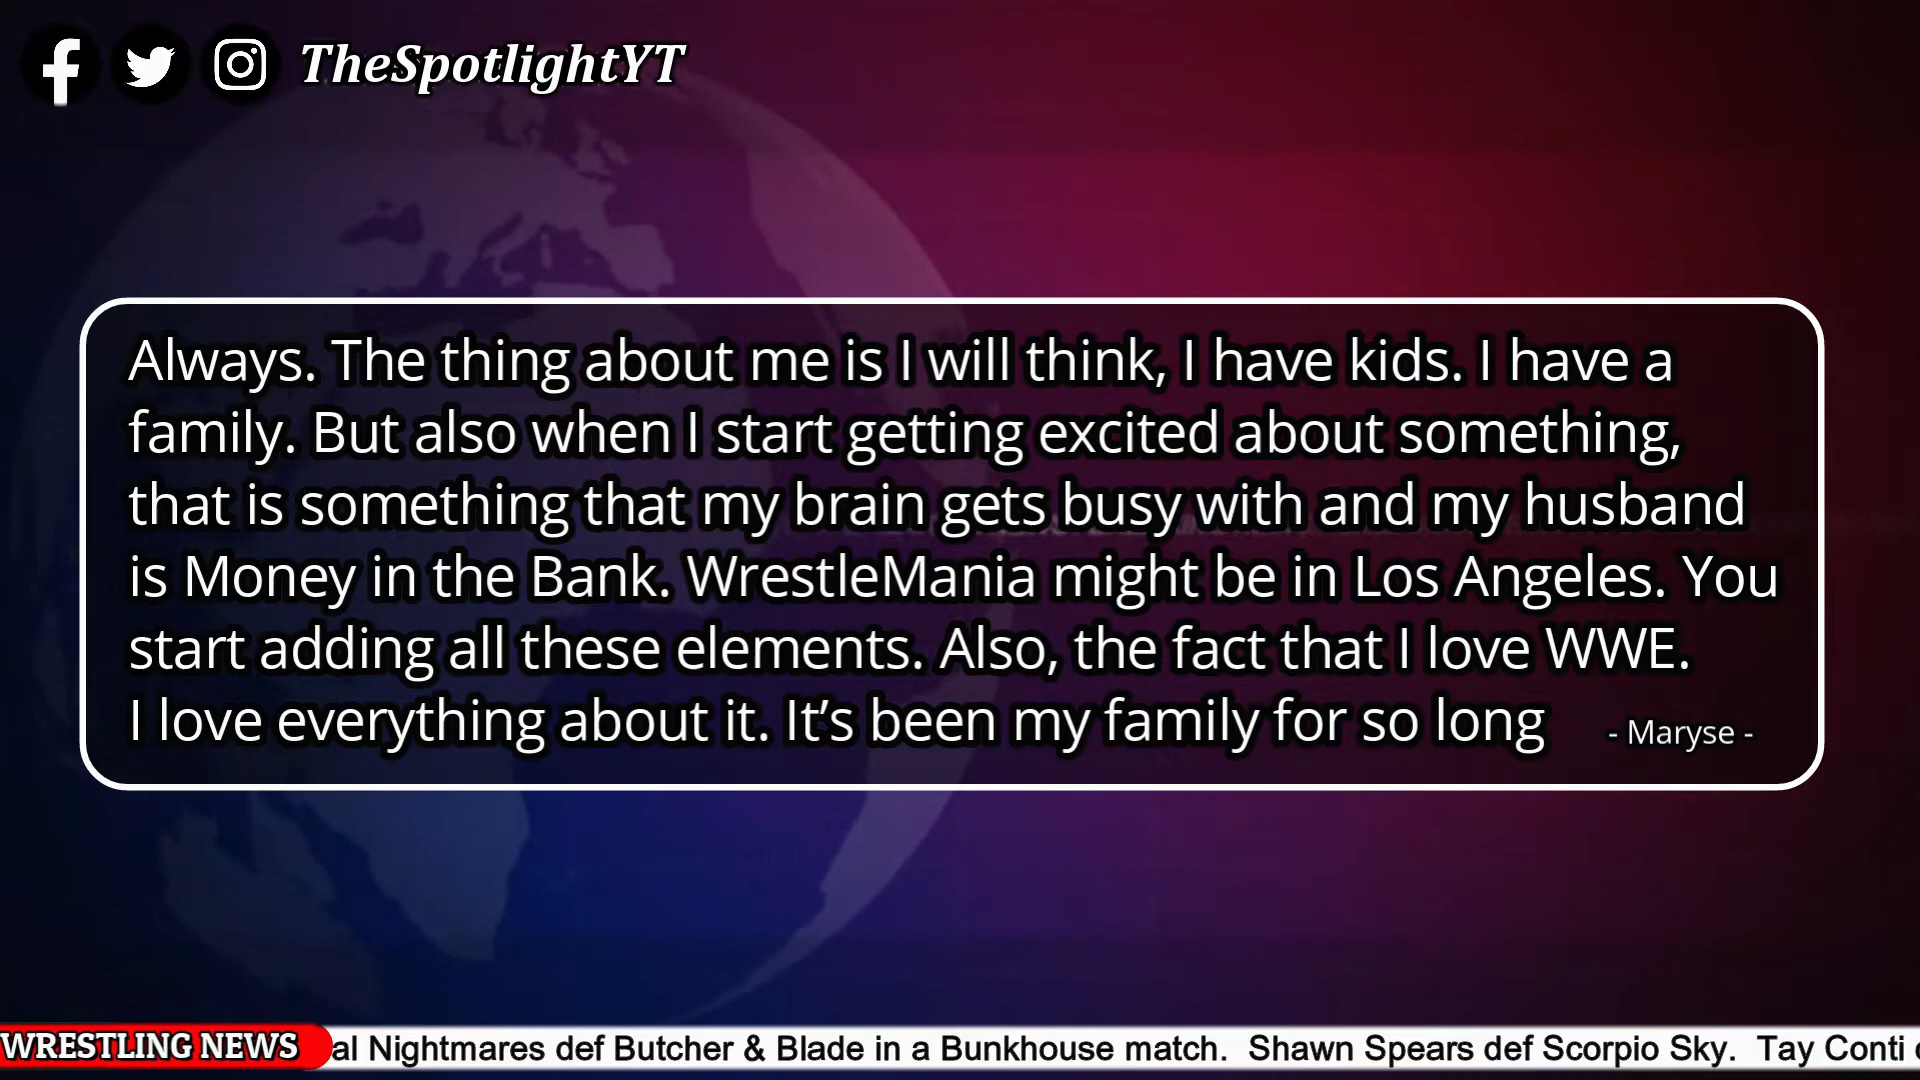 TheSpotlightYT
Always. The thing about me is I will think, I have kids. I have a
family. But also when I start getting excited about something,
that is something that my brain gets busy with and my husband
is Money in the Bank. WrestleMania might be in Los Angeles. You
start adding all these elements. Also, the fact that I love WWE.
I love everything about it. It’s been my family for so long
- Maryse -
WRESTLING NEWS
al Nightmares def Butcher & Blade in a Bunkhouse match. Shawn Spears def Scorpio Sky. Tay Conti